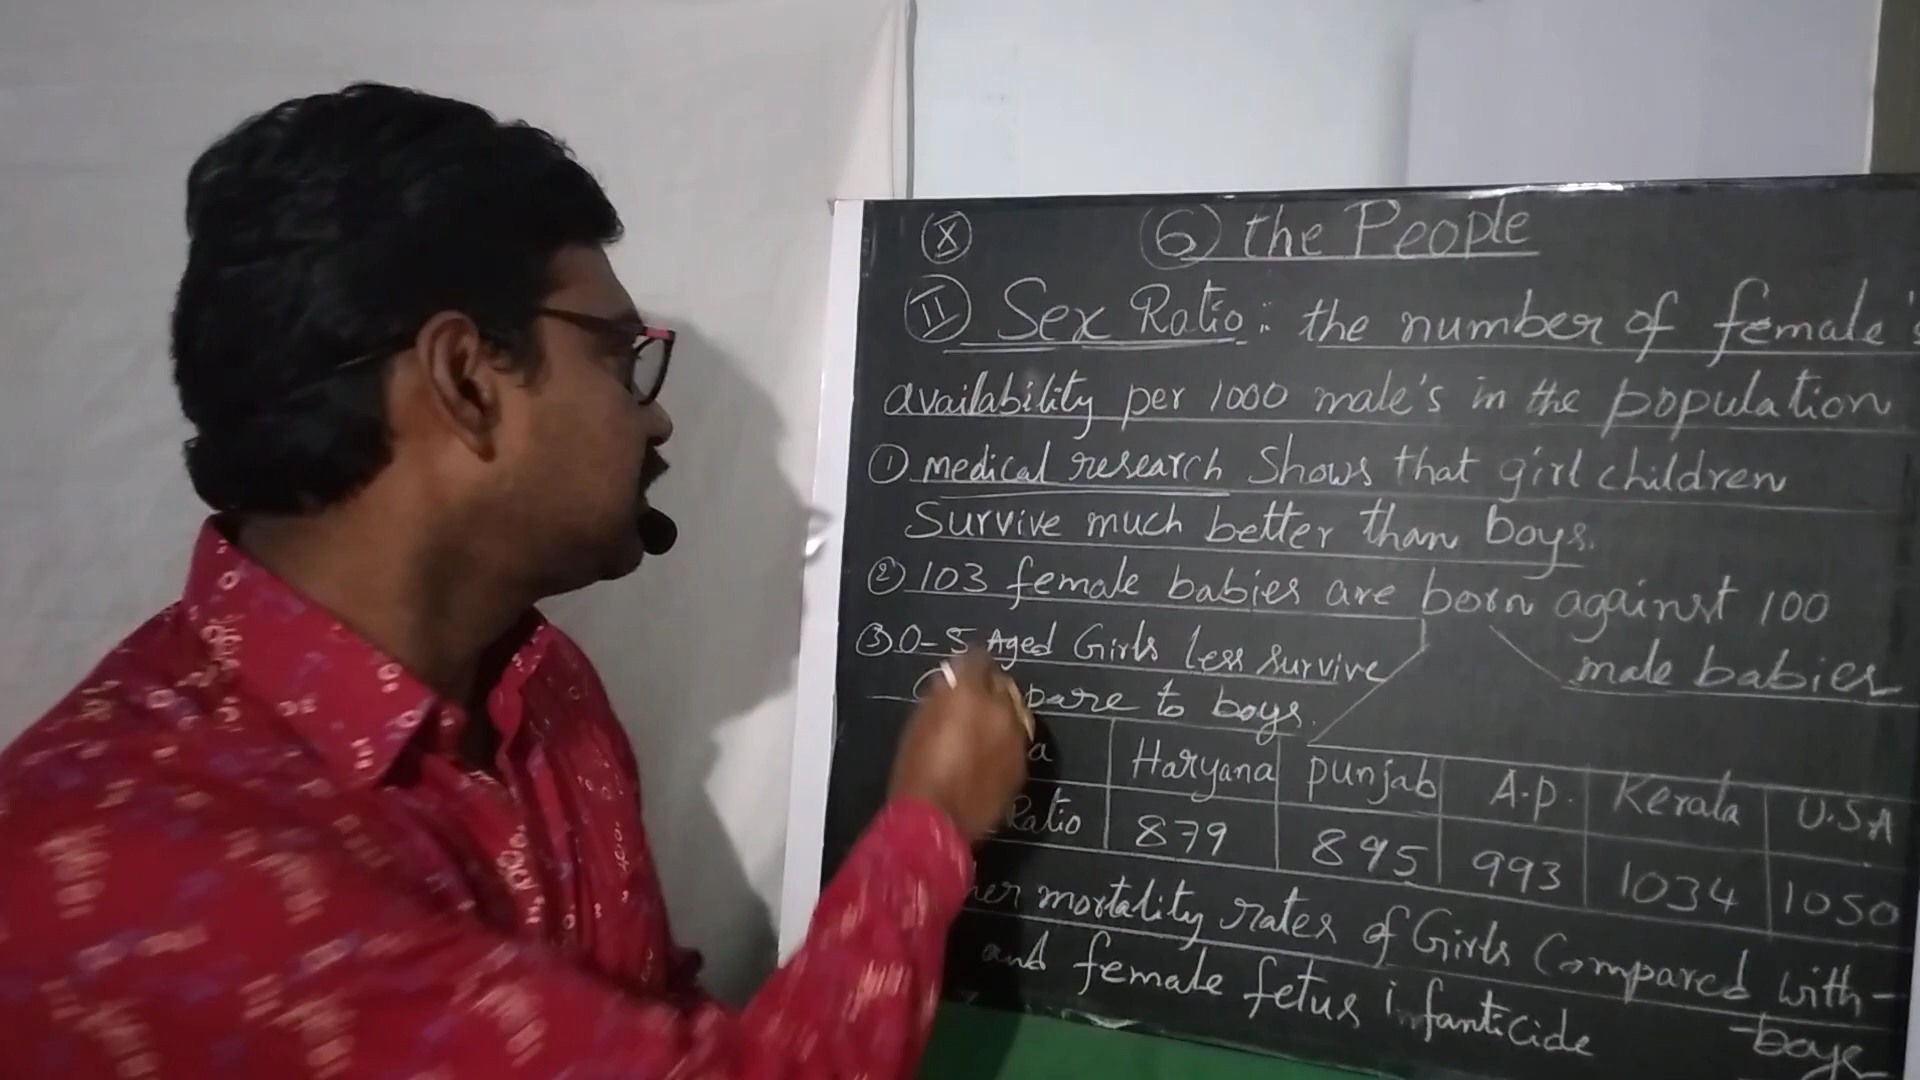 X 6 the People
II Sex Ratio: the number of female's
availability per 1000 male's in the population
1 medical research Shows that girl children
Survive much better than boys.
2 103 female babies are born against 100
male babies
3 0-5 Aged Girls less survive
to boys.
Haryana punjab A.P. Kerala U.S.A
Ratio 879 895 993 1034 1050
mortality rates of Girls Compared with-
boys
and female fetus infanticide